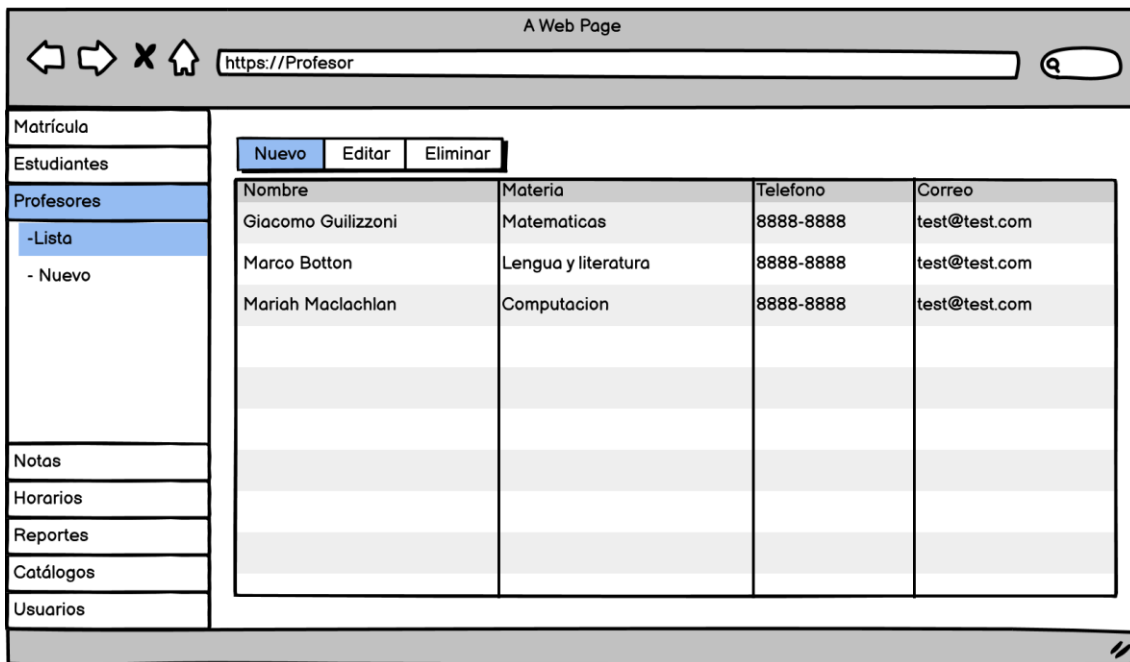 A Web Page
https://Profesor
Matrícula
Estudiantes
Profesores
-Lista
- Nuevo
Notas
Horarios
Reportes
Catálogos
Usuarios
Nuevo Editar Eliminar
Nombre Materia Telefono Correo
Giacomo Guilizzoni Matematicas 8888-8888 test@test.com
Marco Botton Lengua y literatura 8888-8888 test@test.com
Mariah Maclachlan Computacion 8888-8888 test@test.com